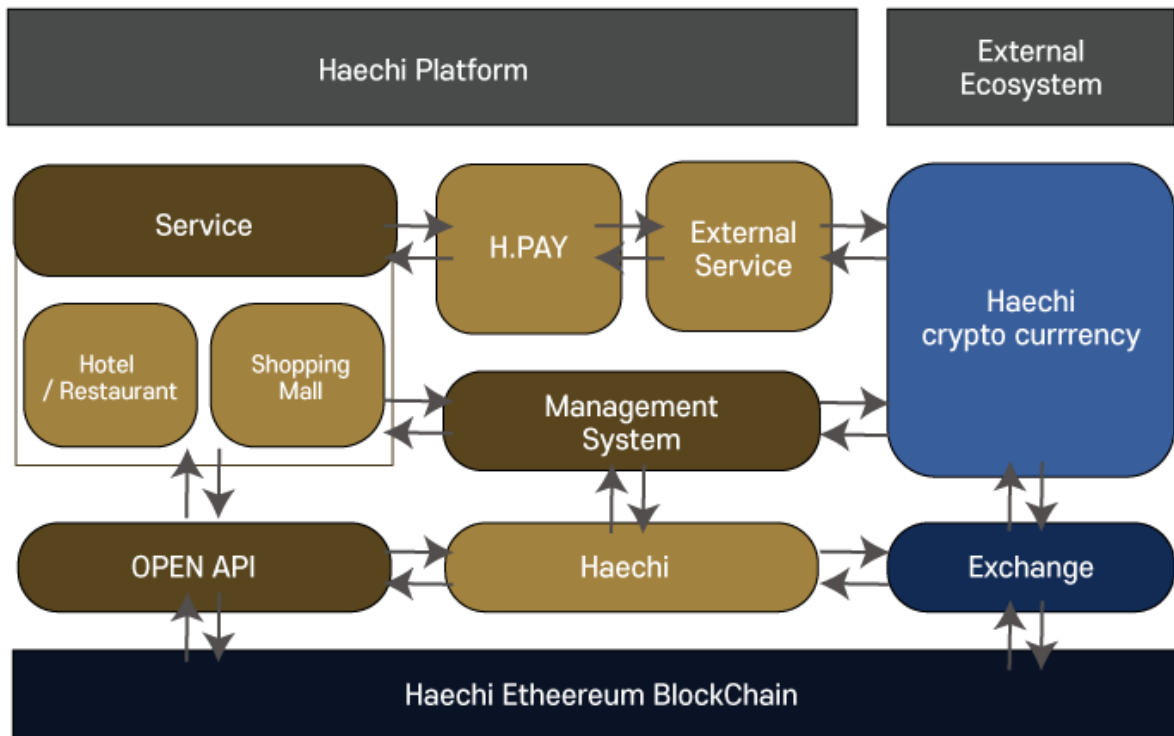 Haechi Platform
External
Ecosystem
Service
H.PAY
External
Service
Haechi
crypto currrency
Hotel
/ Restaurant
Shopping
Mall
Management
System
OPEN API
Haechi
Exchange
Haechi Etheereum BlockChain